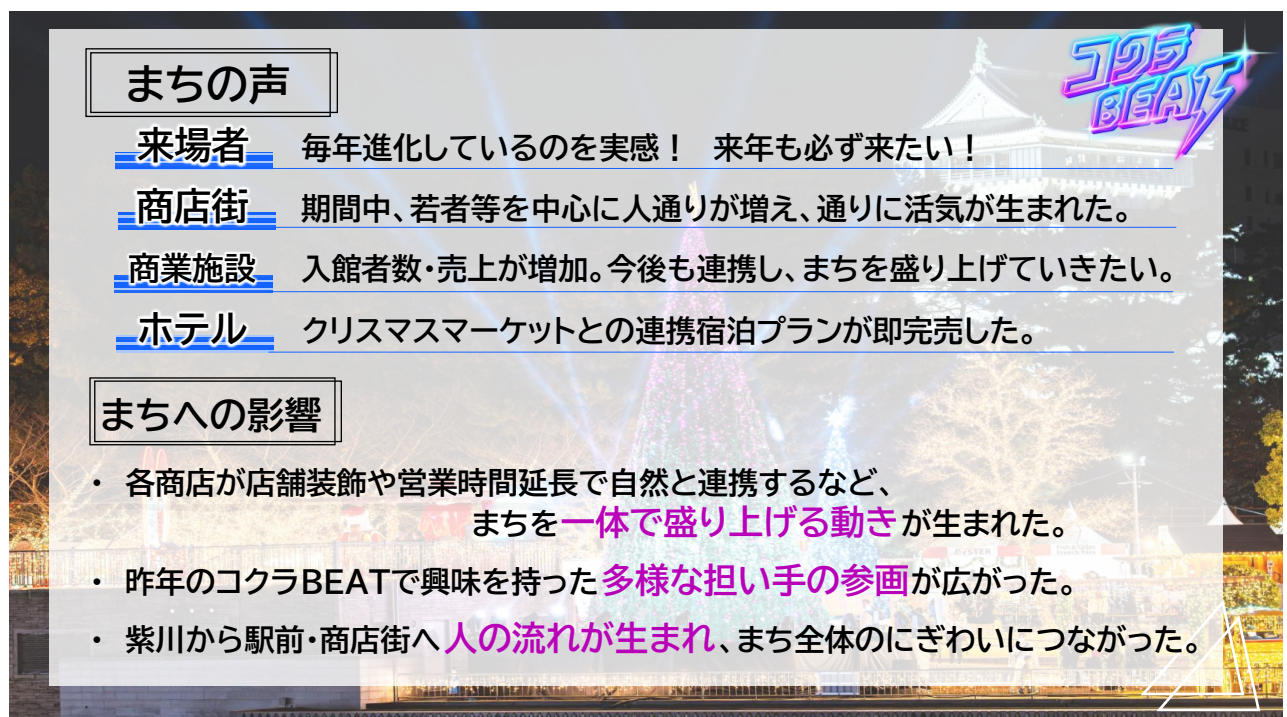 コクラ
BEAT
まちの声
来場者 毎年進化しているのを実感！ 来年も必ず来たい！
商店街 期間中、若者等を中心に人通りが増え、通りに活気が生まれた。
商業施設 入館者数・売上が増加。今後も連携し、まちを盛り上げていきたい。
ホテル クリスマスマーケットとの連携宿泊プランが即完売した。
まちへの影響
・ 各商店が店舗装飾や営業時間延長で自然と連携するなど、
まちを一体で盛り上げる動きが生まれた。
・ 昨年のコクラBEATで興味を持った多様な担い手の参画が広がった。
・ 紫川から駅前・商店街へ人の流れが生まれ、まち全体のにぎわいにつながった。